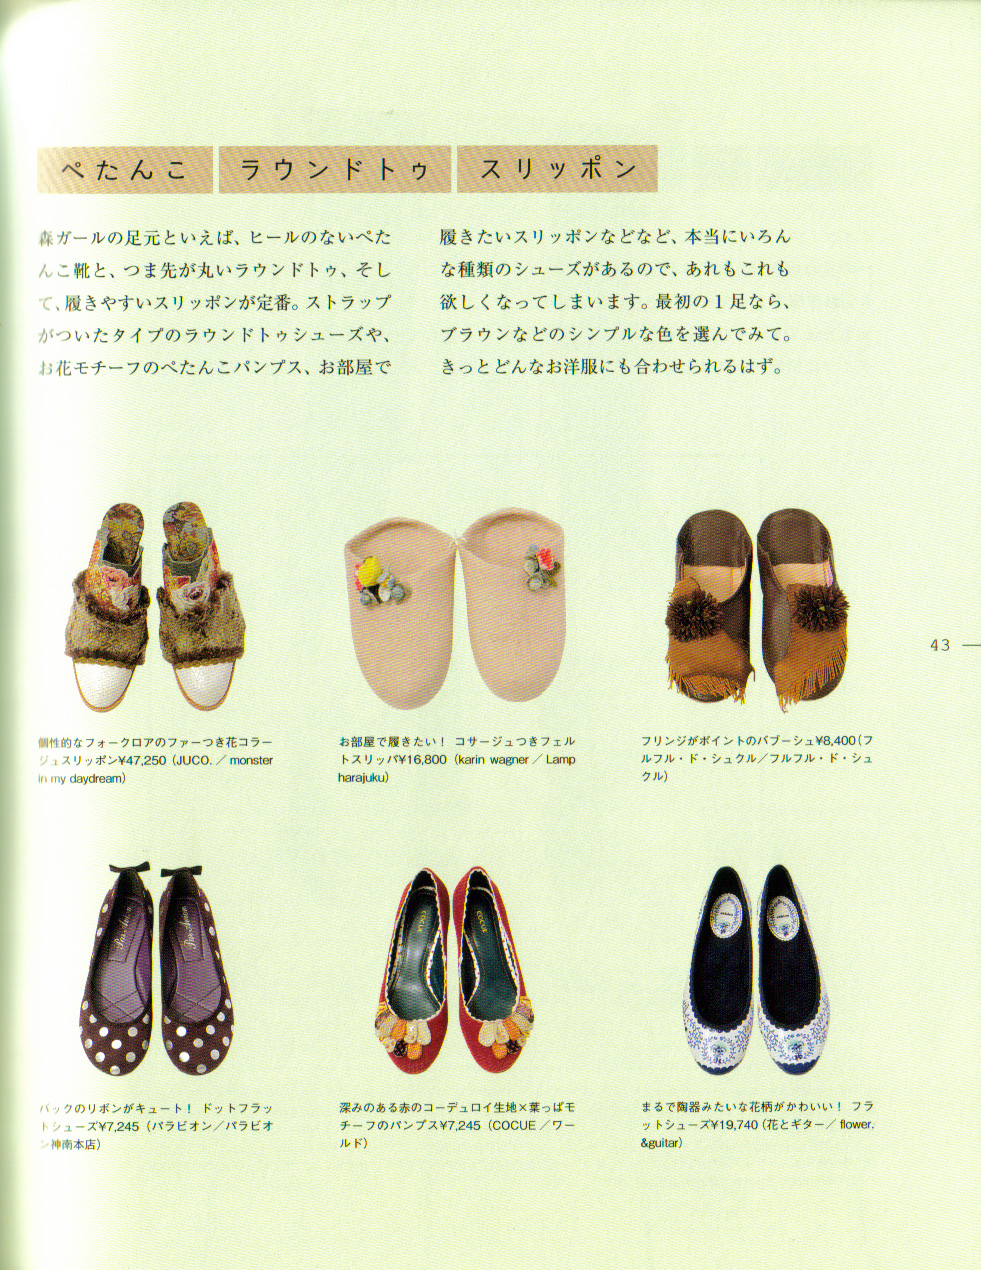 ぺたんこ ラウンドトゥ スリッポン
森ガールの足元といえば、ヒールのないぺた
んこ靴と、つま先が丸いラウンドトゥ、そし
て、履きやすいスリッポンが定番。ストラップ
がついたタイプのラウンドトゥシューズや、
お花モチーフのぺたんこパンプス、お部屋で
履きたいスリッポンなどなど、本当にいろん
な種類のシューズがあるので、あれもこれも
欲しくなってしまいます。最初の1足なら、
ブラウンなどのシンプルな色を選んでみて。
きっとどんなお洋服にも合わせられるはず。
43
個性的なフォークロアのファーつき花コラー
ジュスリッポン¥47,250（JUCO.／monster
in my daydream）
お部屋で履きたい！ コサージュつきフェル
トスリッパ¥16,800（karin wagner／Lamp
harajuku）
フリンジがポイントのバブーシュ¥8,400（フ
ルフル・ド・シュクル／フルフル・ド・シュ
クル）
COCUE
COCUE
バックのリボンがキュート！ ドットフラッ
トシューズ¥7,245（パラビオン／パラビオ
ン神南本店）
深みのある赤のコーデュロイ生地×葉っぱモ
チーフのパンプス¥7,245（COCUE／ワー
ルド）
まるで陶器みたいな花柄がかわいい！ フラ
ットシューズ¥19,740（花とギター／flower.
&guitar）